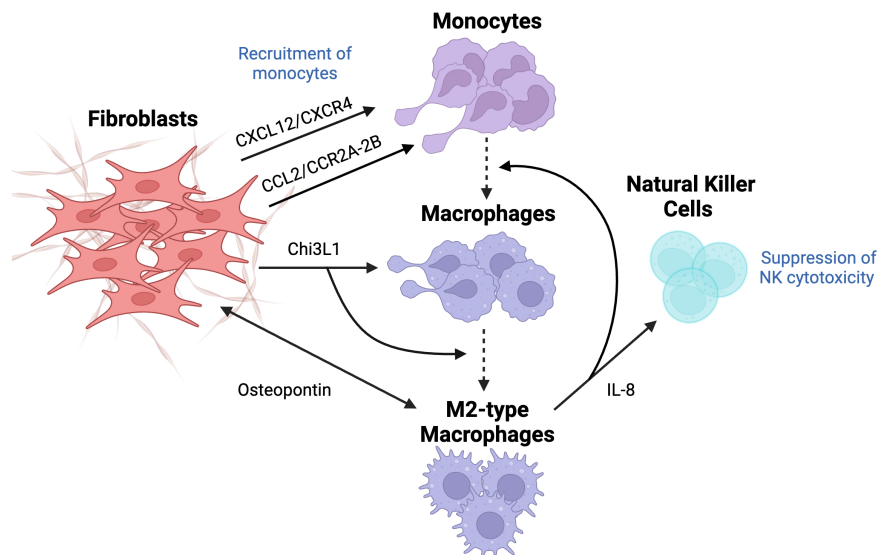 Monocytes
Recruitment of
monocytes
Fibroblasts
CXCL12/CXCR4
CCL2/CCR2A-2B
Natural Killer
Cells
Macrophages
Chi3L1
Suppression of
NK cytotoxicity
Osteopontin
IL-8
M2-type
Macrophages